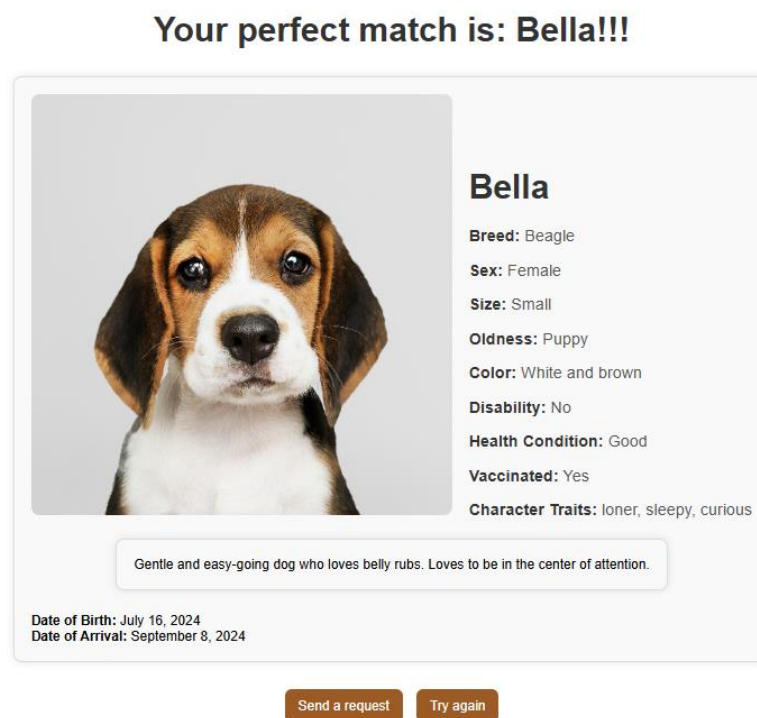 Your perfect match is: Bella!!!
Bella
Breed: Beagle
Sex: Female
Size: Small
Oldness: Puppy
Color: White and brown
Disability: No
Health Condition: Good
Vaccinated: Yes
Character Traits: loner, sleepy, curious
Gentle and easy-going dog who loves belly rubs. Loves to be in the center of attention.
Date of Birth: July 16, 2024
Date of Arrival: September 8, 2024
Send a request
Try again